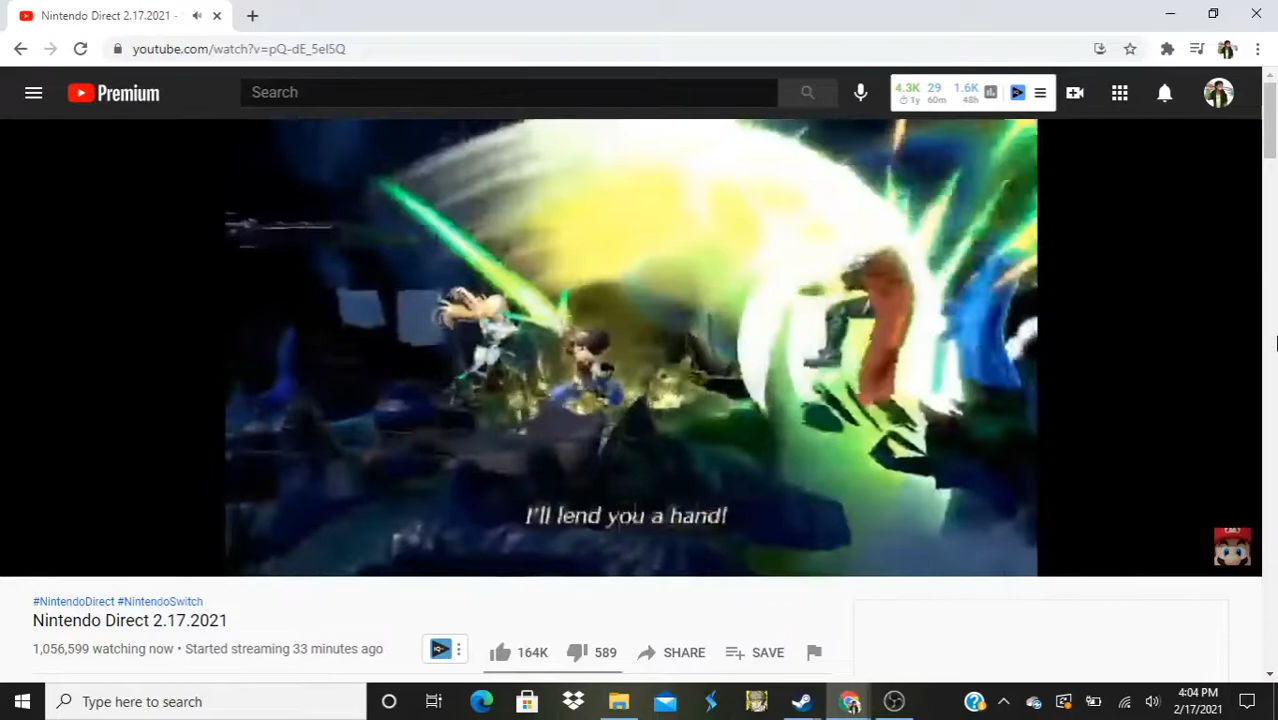 Nintendo Direct 2.17.2021 -
youtube.com/watch?v=pQ-dE_5eI5Q
Premium
Search
4.3K 29 1.6K
1y 60m 48h
I'll lend you a hand!
#NintendoDirect #NintendoSwitch
Nintendo Direct 2.17.2021
1,056,599 watching now • Started streaming 33 minutes ago
164K 589 SHARE SAVE
Type here to search
4:04 PM
2/17/2021